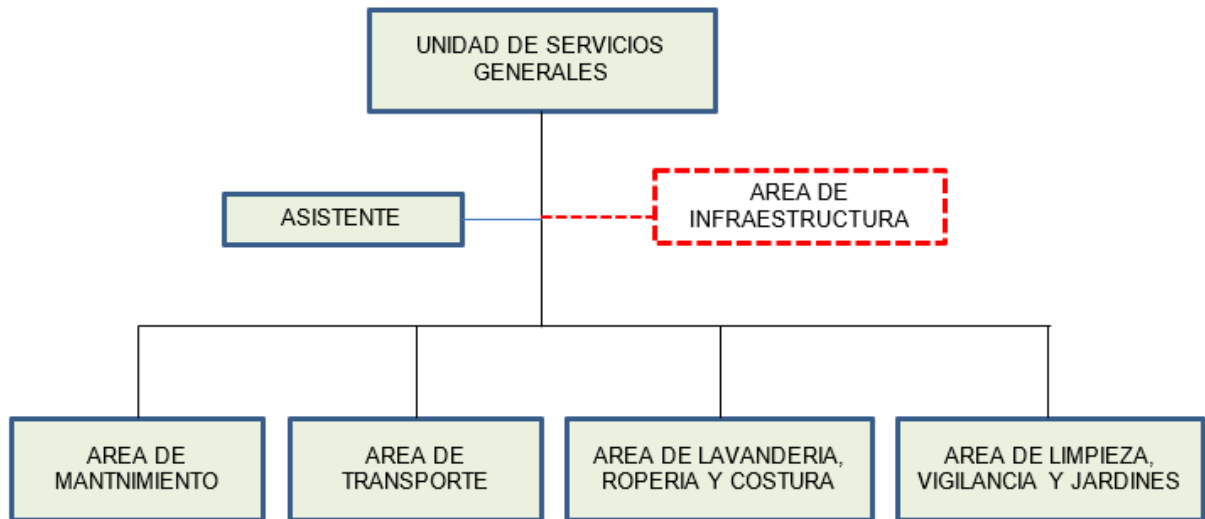 UNIDAD DE SERVICIOS
GENERALES
ASISTENTE
AREA DE
INFRAESTRUCTURA
AREA DE
MANTNIMIENTO
AREA DE
TRANSPORTE
AREA DE LAVANDERIA,
ROPERIA Y COSTURA
AREA DE LIMPIEZA,
VIGILANCIA Y JARDINES